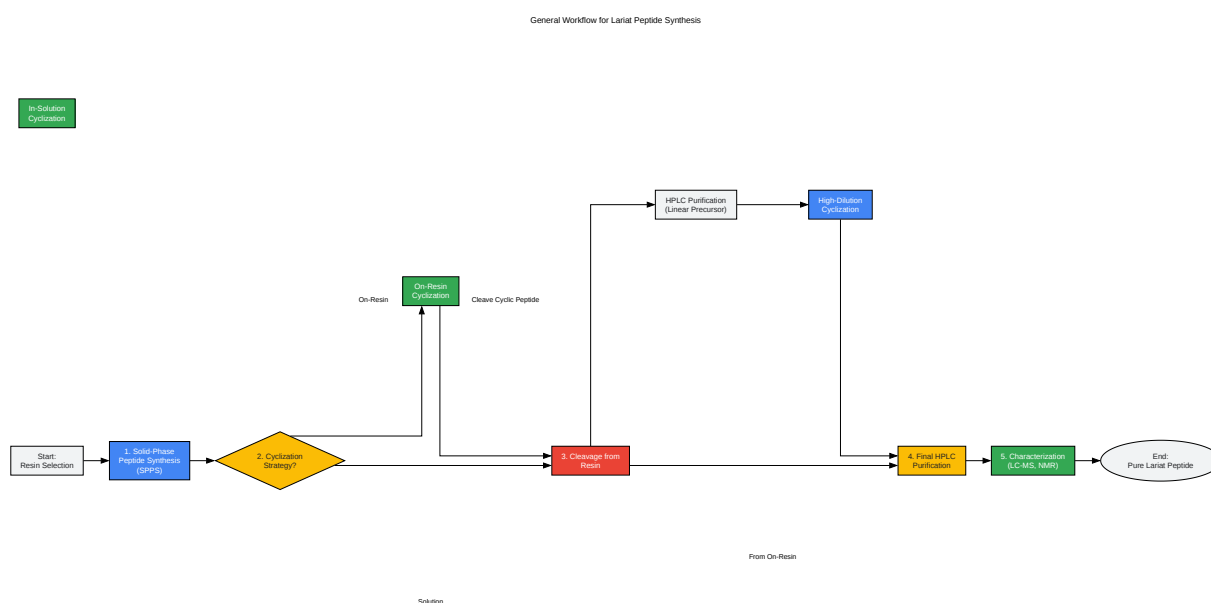 General Workflow for Lariat Peptide Synthesis
In-Solution
Cyclization
HPLC Purification
(Linear Precursor)
High-Dilution
Cyclization
On-Resin
On-Resin
Cyclization
Cleave Cyclic Peptide
Start:
Resin Selection
1. Solid-Phase
Peptide Synthesis
(SPPS)
2. Cyclization
Strategy?
3. Cleavage from
Resin
4. Final HPLC
Purification
5. Characterization
(LC-MS, NMR)
End:
Pure Lariat Peptide
From On-Resin
Solution